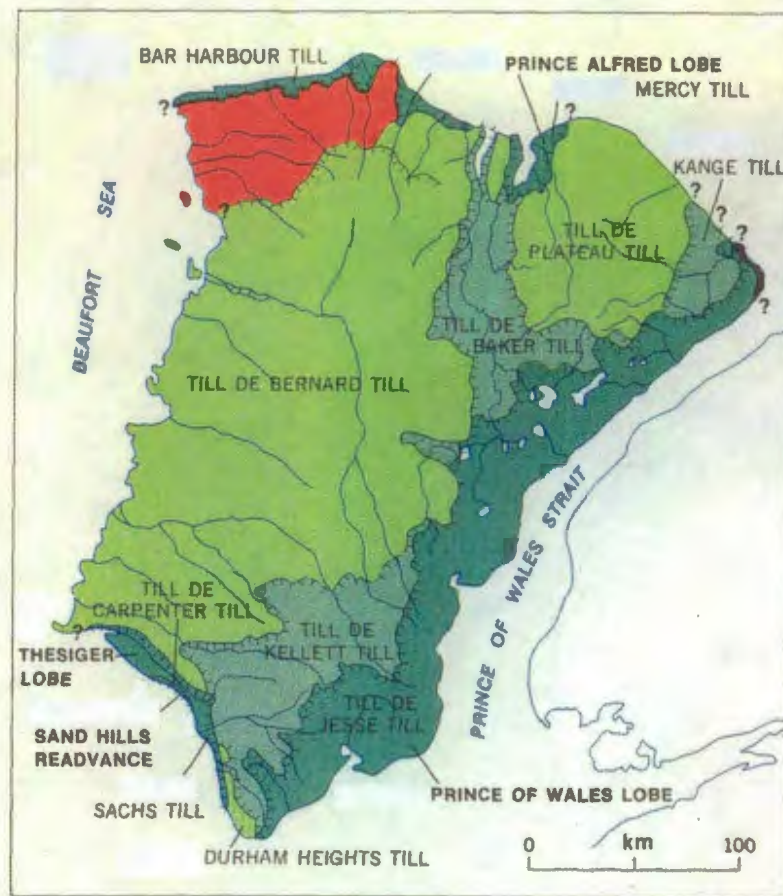 BAR HARBOUR TILL
PRINCE ALFRED LOBE
MERCY TILL
?
?
KANGE TILL
?
?
?
?
?
BEAUFORT SEA
TILL DE
PLATEAU TILL
TILL DE
BAKER TILL
TILL DE BERNARD TILL
PRINCE OF WALES STRAIT
TILL DE
CARPENTER TILL
?
TILL DE
KELLETT TILL
THESIGER
LOBE
TILL DE
JESSE TILL
SAND HILLS
READVANCE
SACHS TILL
PRINCE OF WALES LOBE
DURHAM HEIGHTS TILL
0 km 100